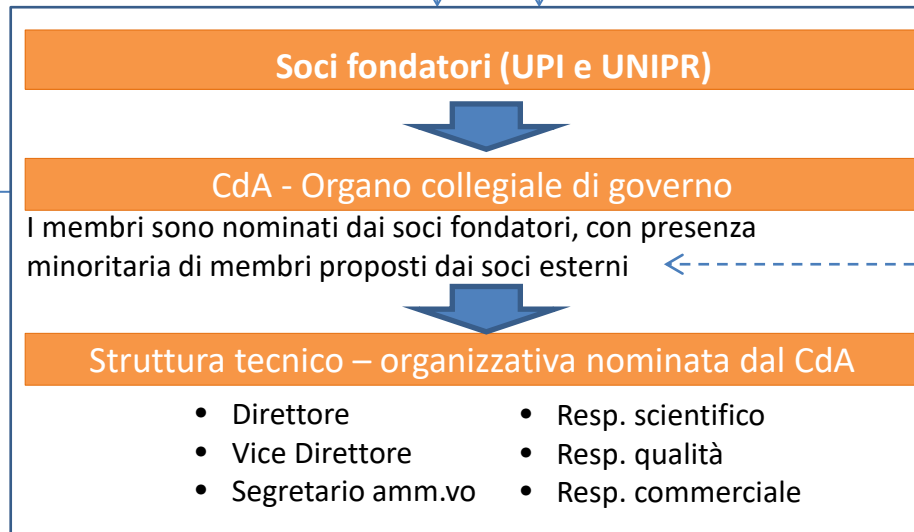 Soci fondatori (UPI e UNIPR)
CdA - Organo collegiale di governo
I membri sono nominati dai soci fondatori, con presenza
minoritaria di membri proposti dai soci esterni
Struttura tecnico – organizzativa nominata dal CdA
• Direttore
• Vice Direttore
• Segretario amm.vo
• Resp. scientifico
• Resp. qualità
• Resp. commerciale